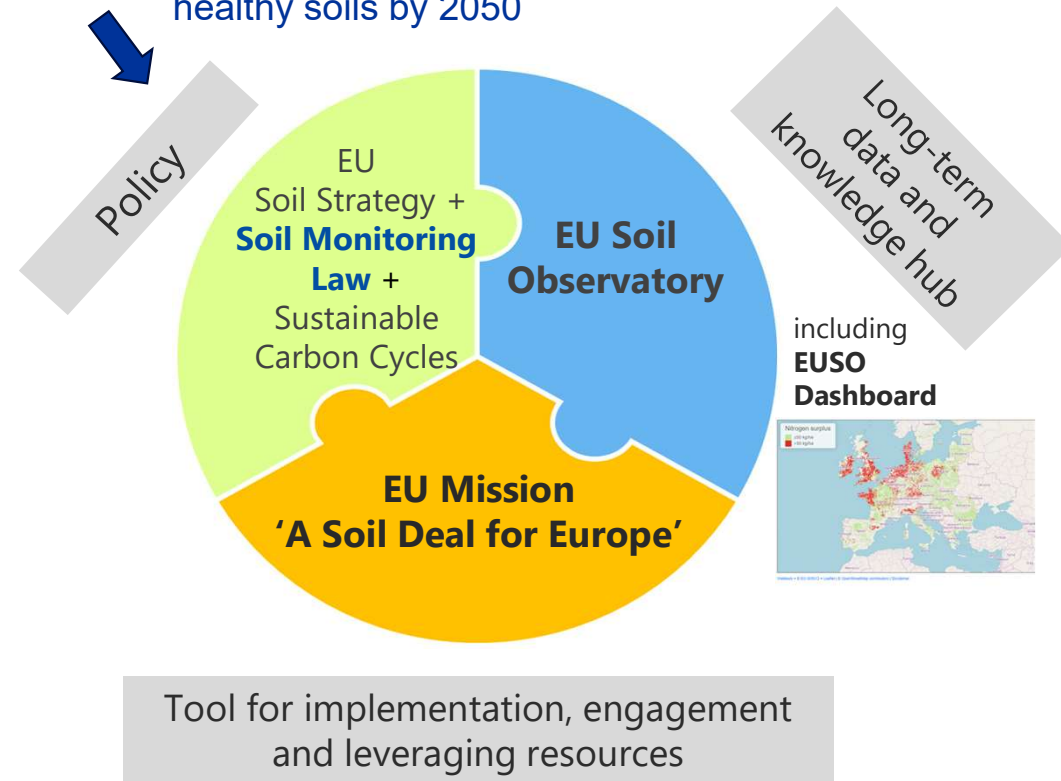 healthy soils by 2050
Policy
EU
Soil Strategy +
Soil Monitoring
Law +
Sustainable
Carbon Cycles
EU Soil
Observatory
Long-term
data and
knowledge hub
including
EUSO
Dashboard
Nitrogen surplus
EU Mission
‘A Soil Deal for Europe’
Tool for implementation, engagement
and leveraging resources